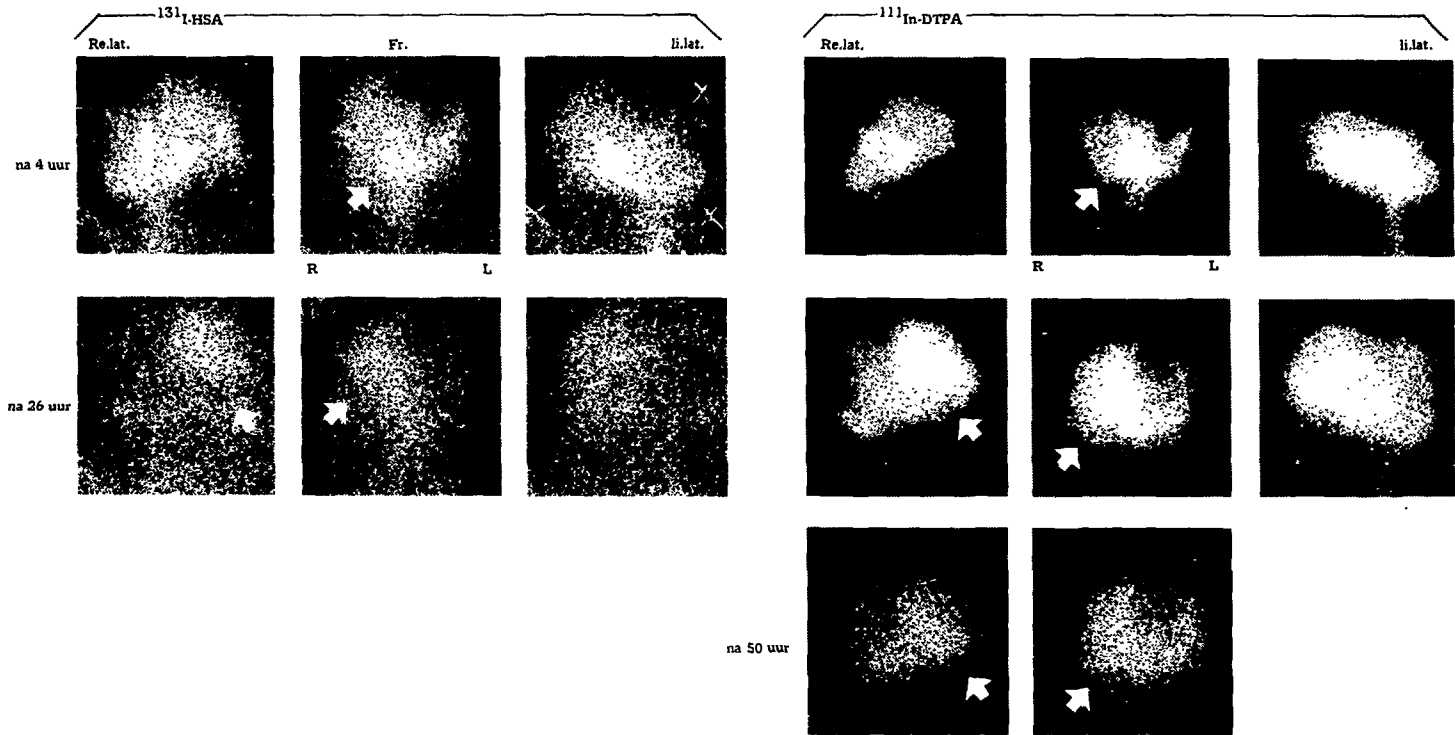 131I-HSA
111In-DTPA
Re.lat.
Fr.
li.lat.
Re.lat.
li.lat.
na 4 uur
R
L
R
L
na 26 uur
na 50 uur